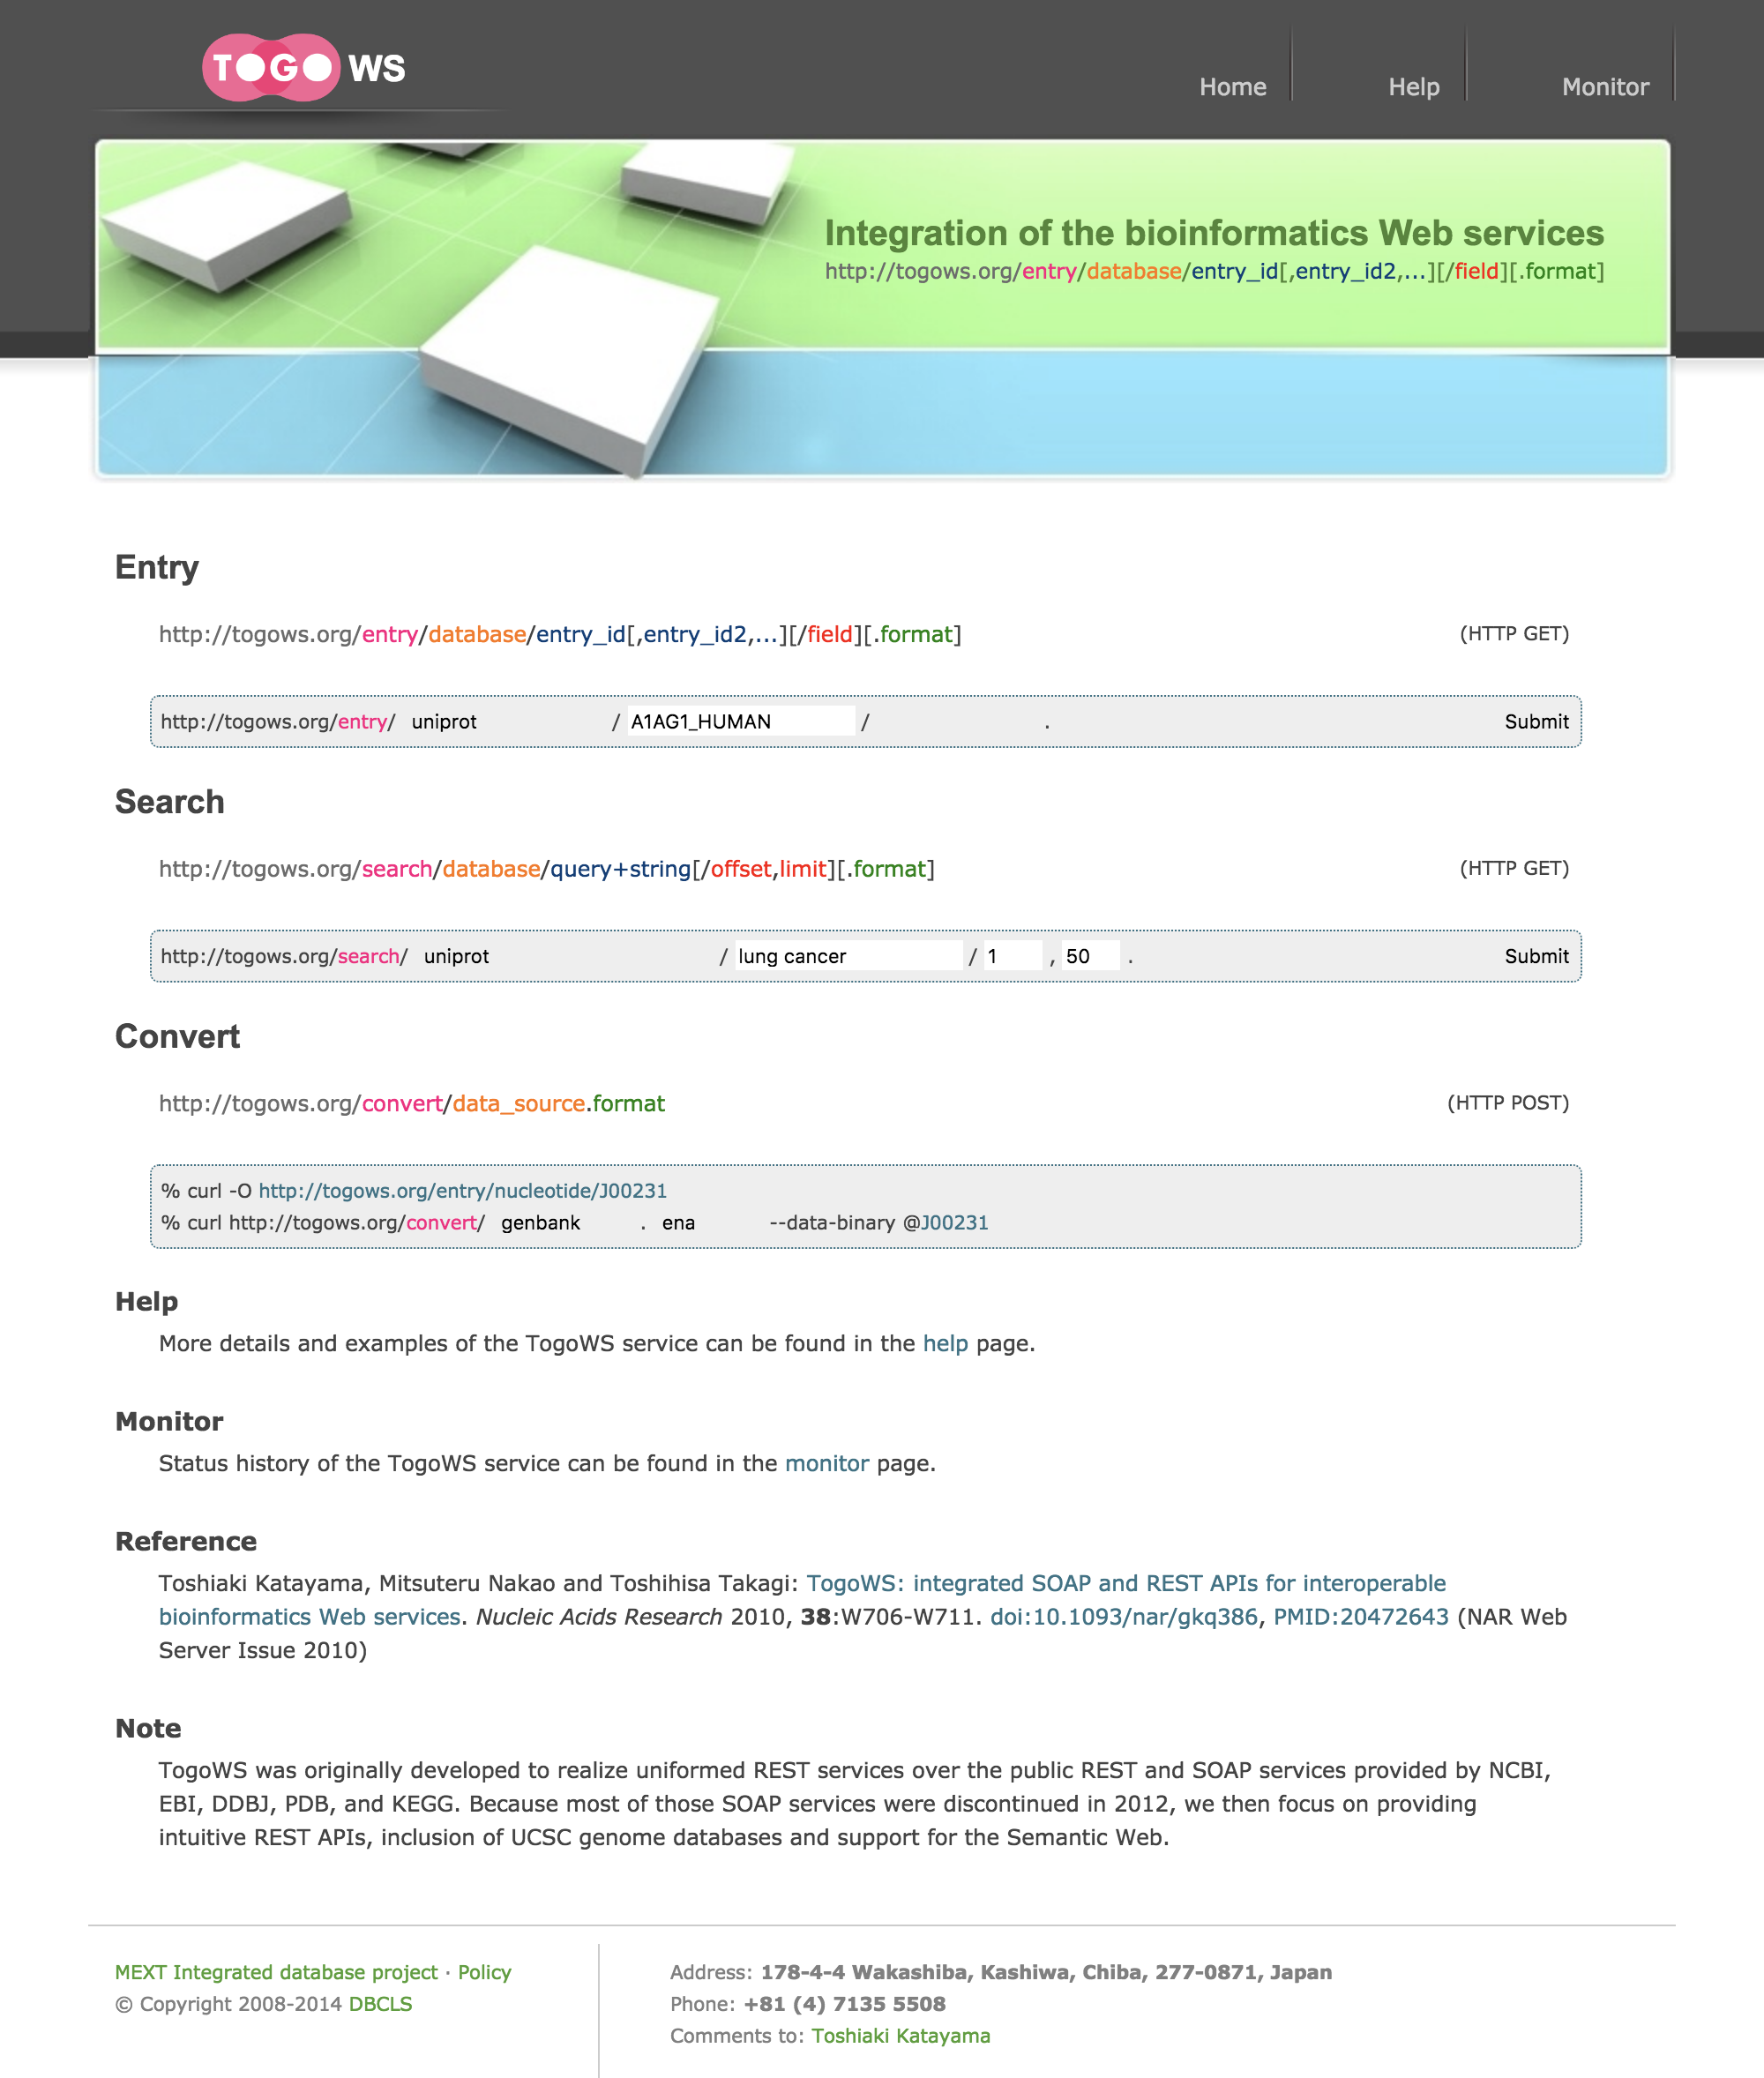 TOGO WS
Home
Help
Monitor
Integration of the bioinformatics Web services
http://togows.org/entry/database/entry_id[,entry_id2,...][/field][.format]
Entry
http://togows.org/entry/database/entry_id[,entry_id2,...][/field][.format] (HTTP GET)
http://togows.org/entry/ uniprot / A1AG1_HUMAN / . Submit
Search
http://togows.org/search/database/query+string[/offset,limit][.format] (HTTP GET)
http://togows.org/search/ uniprot / lung cancer / 1 , 50 . Submit
Convert
http://togows.org/convert/data_source.format (HTTP POST)
% curl -O http://togows.org/entry/nucleotide/J00231
% curl http://togows.org/convert/ genbank . ena --data-binary @J00231
Help
More details and examples of the TogoWS service can be found in the help page.
Monitor
Status history of the TogoWS service can be found in the monitor page.
Reference
Toshiaki Katayama, Mitsuteru Nakao and Toshihisa Takagi: TogoWS: integrated SOAP and REST APIs for interoperable
bioinformatics Web services. Nucleic Acids Research 2010, 38:W706-W711. doi:10.1093/nar/gkq386, PMID:20472643 (NAR Web
Server Issue 2010)
Note
TogoWS was originally developed to realize uniformed REST services over the public REST and SOAP services provided by NCBI,
EBI, DDBJ, PDB, and KEGG. Because most of those SOAP services were discontinued in 2012, we then focus on providing
intuitive REST APIs, inclusion of UCSC genome databases and support for the Semantic Web.
MEXT Integrated database project · Policy
© Copyright 2008-2014 DBCLS
Address: 178-4-4 Wakashiba, Kashiwa, Chiba, 277-0871, Japan
Phone: +81 (4) 7135 5508
Comments to: Toshiaki Katayama